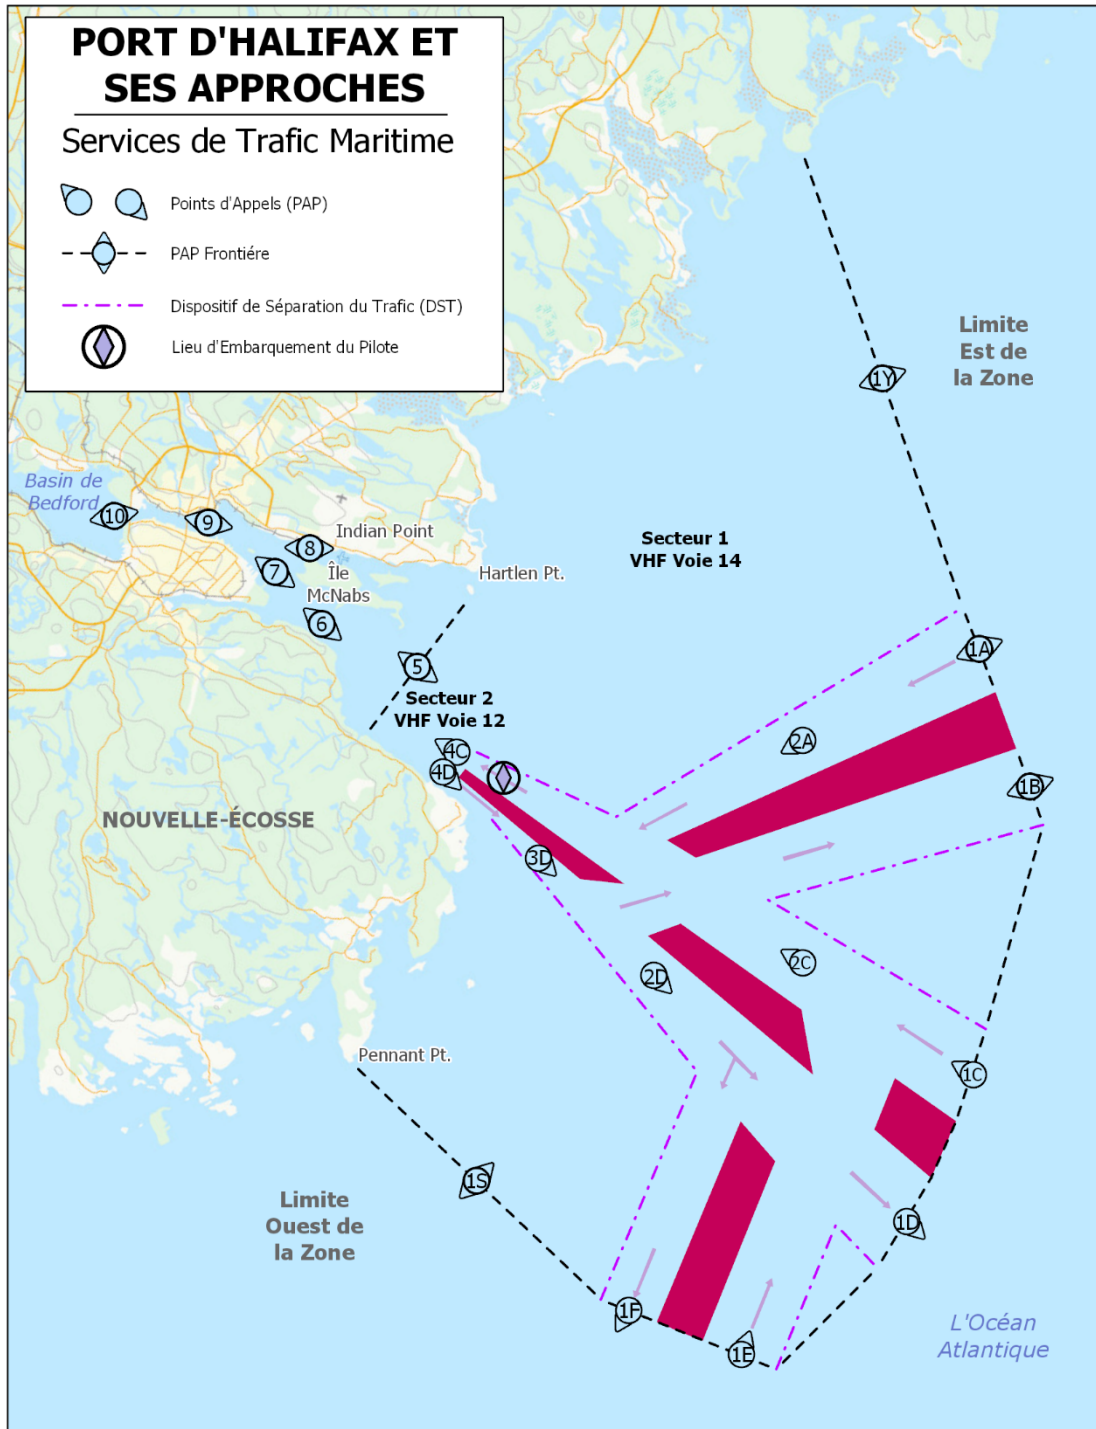 PORT D'HALIFAX ET
SES APPROCHES
Services de Trafic Maritime
Points d'Appels (PAP)
PAP Frontiére
Dispositif de Séparation du Trafic (DST)
Lieu d'Embarquement du Pilote
Limite
Est de
la Zone
1Y
Basin de
Bedford
10
9
8
7
6
Indian Point
Île
McNabs
Hartlen Pt.
Secteur 1
VHF Voie 14
5
1A
Secteur 2
VHF Voie 12
4C
4D
2A
1B
NOUVELLE-ÉCOSSE
3D
2D
2C
Pennant Pt.
1C
1S
Limite
Ouest de
la Zone
1D
1F
1E
L'Océan
Atlantique